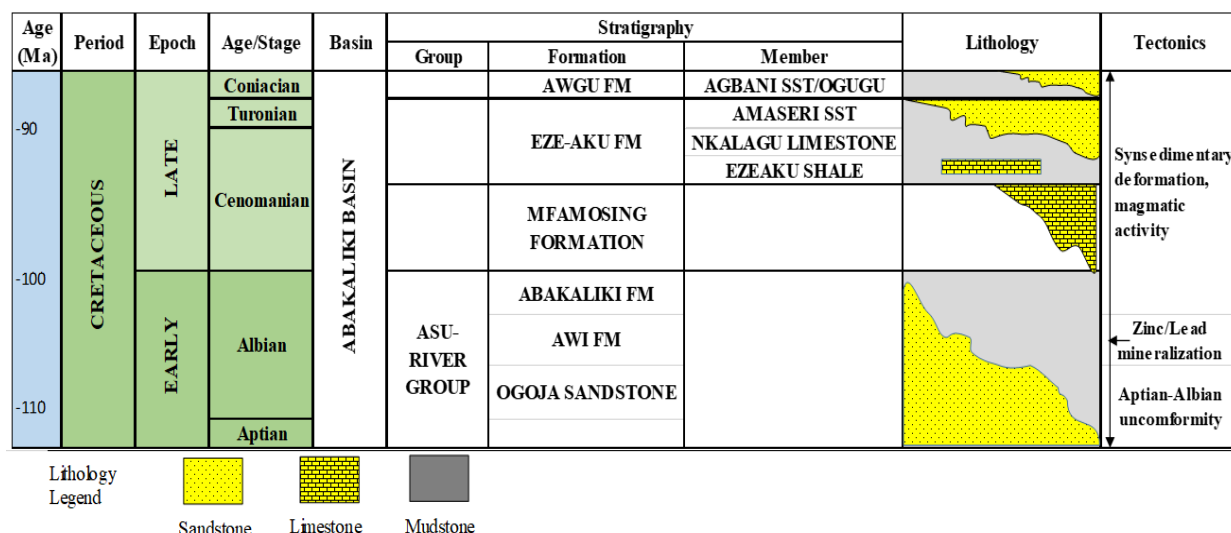 Age
(Ma)
Period
Epoch
Age/Stage
Basin
Stratigraphy
Group
Formation
Member
Lithology
Tectonics
-90
-100
-110
CRETACEOUS
LATE
EARLY
Coniacian
Turonian
Cenomanian
Albian
Aptian
ABAKALIKI BASIN
ASU-
RIVER
GROUP
AWGU FM
EZE-AKU FM
MFAMOSING
FORMATION
ABAKALIKI FM
AWI FM
OGOJA SANDSTONE
AGBANI SST/OGUGU
AMASERI SST
NKALAGU LIMESTONE
EZEAKU SHALE
Synsedimentary
deformation,
magmatic
activity
Zinc/Lead
mineralization
Aptian-Albian
uncomformity
Lithology
Legend
Sandstone
Limestone
Mudstone